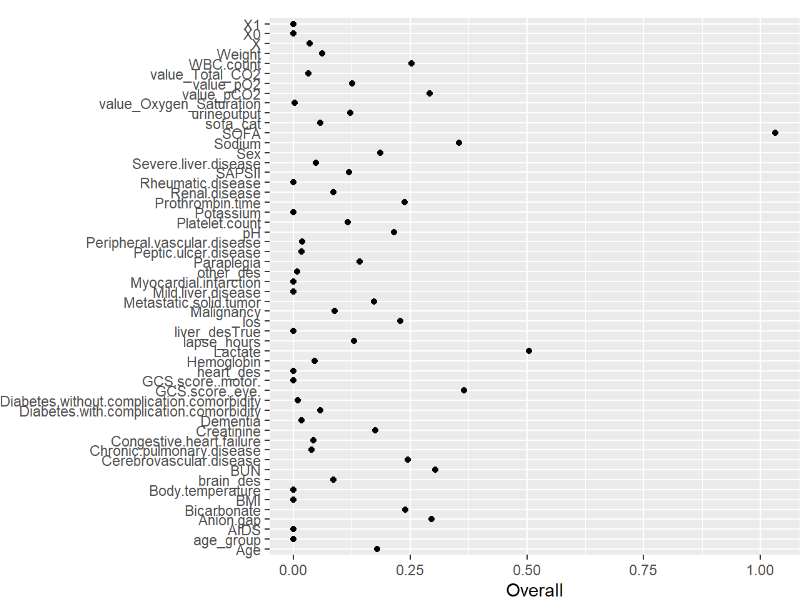 X1
X0
X
Weight
WBC.count
value_Total_CO2
value_pO2
value_pCO2
value_Oxygen_Saturation
urineoutput
sofa_cat
SOFA
Sodium
Sex
Severe.liver.disease
SAPSII
Rheumatic.disease
Renal.disease
Prothrombin.time
Potassium
Platelet.count
pH
Peripheral.vascular.disease
Peptic.ulcer.disease
Paraplegia
other_des
Myocardial.infarction
Mild.liver.disease
Metastatic.solid.tumor
Malignancy
los
liver_desTrue
lapse_hours
Lactate
Hemoglobin
heart_des
GCS.score..motor.
GCS.score..eye.
Diabetes.without.complication.comorbidity
Diabetes.with.complication.comorbidity
Dementia
Creatinine
Congestive.heart.failure
Chronic.pulmonary.disease
Cerebrovascular.disease
BUN
brain_des
Body.temperature
BMI
Bicarbonate
Anion.gap
AIDS
age_group
Age
0.00 0.25 0.50 0.75 1.00
Overall